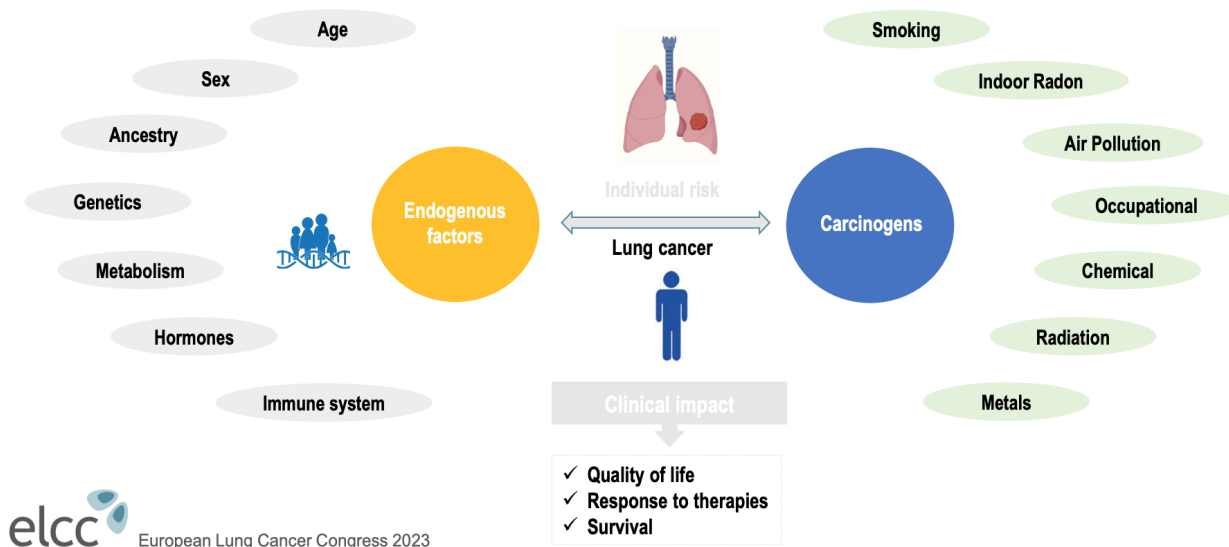 Age
Sex
Ancestry
Genetics
Metabolism
Hormones
Immune system
Endogenous
factors
Individual risk
Lung cancer
Carcinogens
Smoking
Indoor Radon
Air Pollution
Occupational
Chemical
Radiation
Metals
Clinical impact
✓ Quality of life
✓ Response to therapies
✓ Survival
elcc
European Lung Cancer Congress 2023